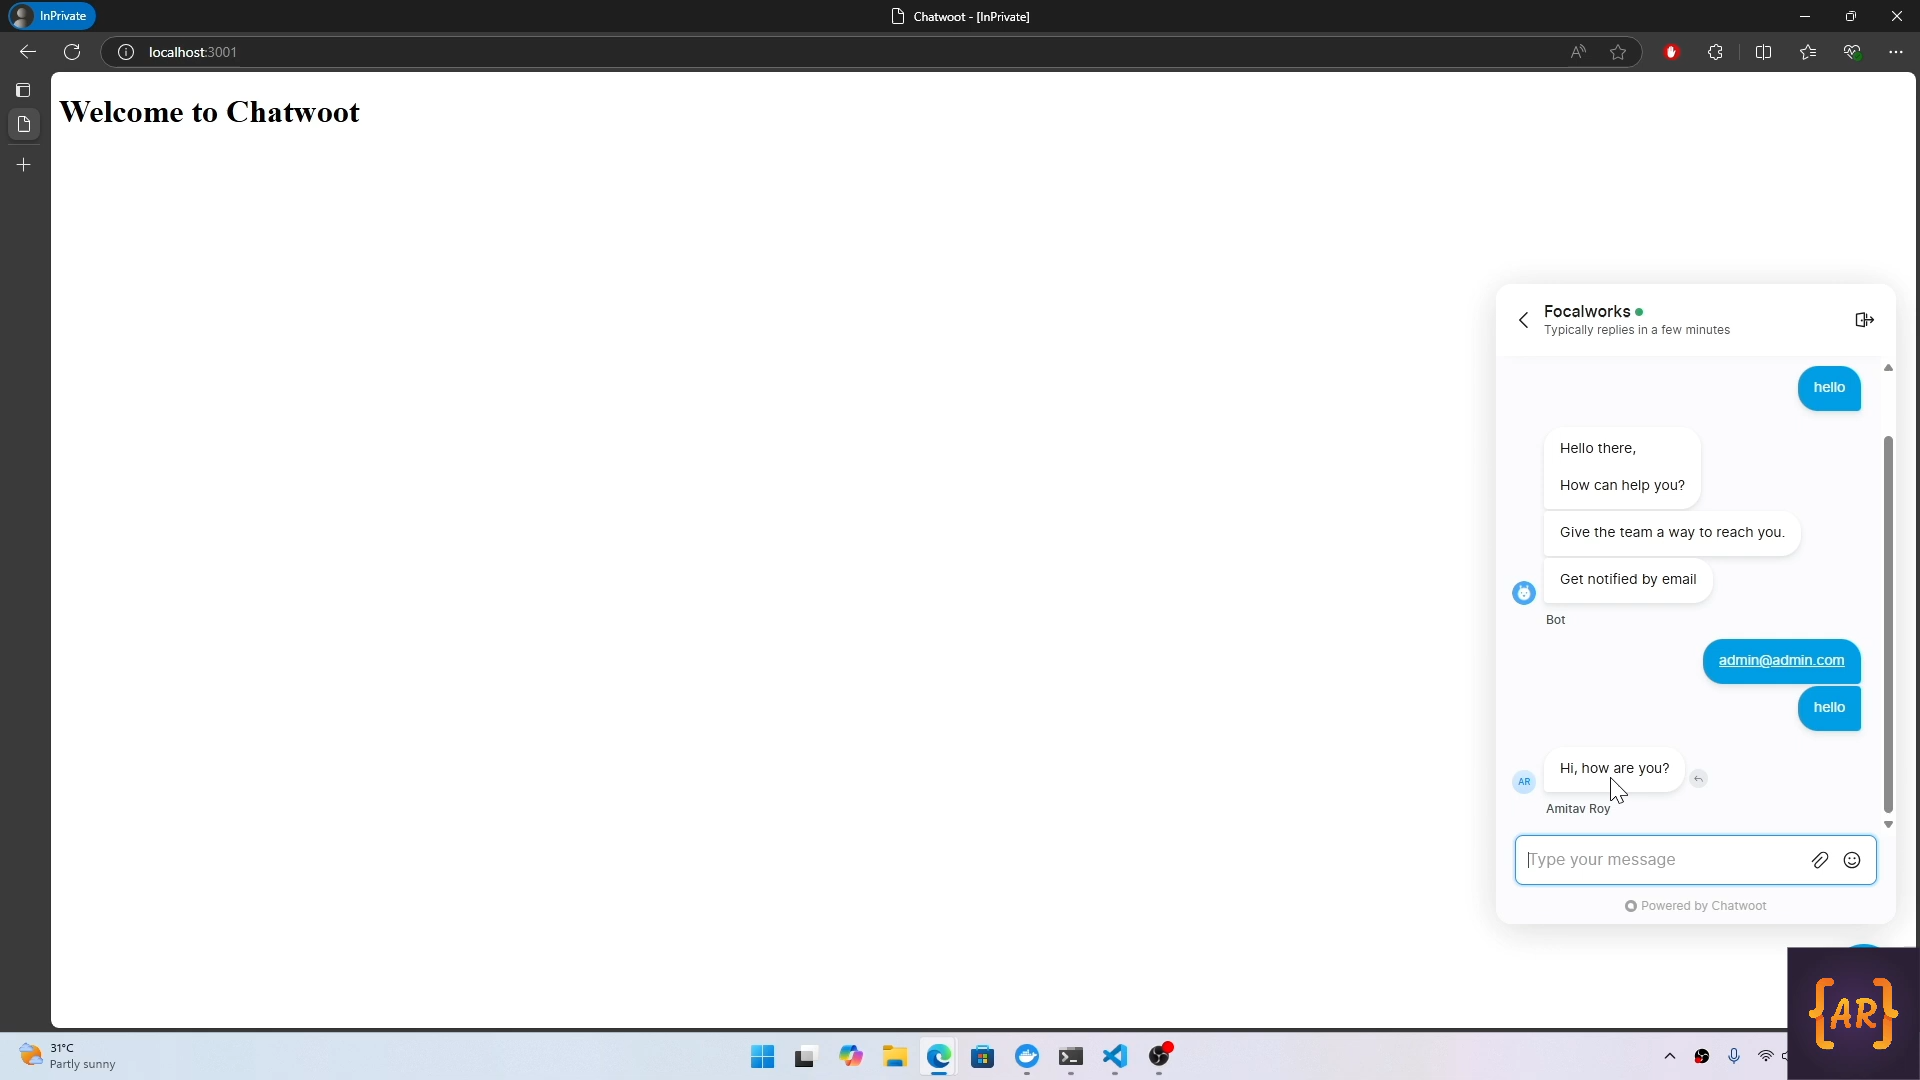 InPrivate
Chatwoot - [InPrivate]
localhost:3001
Welcome to Chatwoot
Focalworks
Typically replies in a few minutes
hello
Hello there,
How can help you?
Give the team a way to reach you.
Get notified by email
Bot
admin@admin.com
hello
AR
Hi, how are you?
Amitav Roy
Type your message
Powered by Chatwoot
{AR}
31°C
Partly sunny